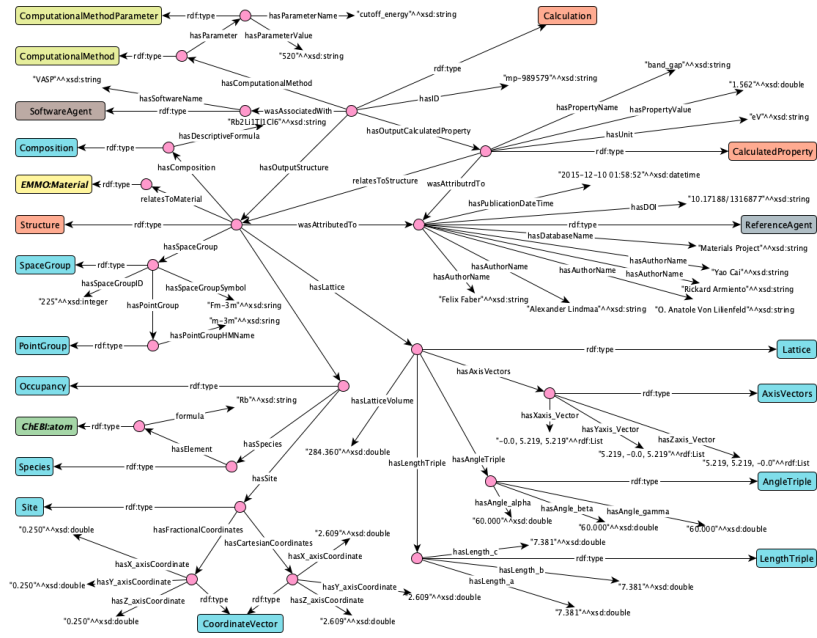 ComputationalMethodParameter
rdf:type
hasParameterName
"cutoff_energy"^^xsd:string
Calculation
hasParameter
hasParameterValue
ComputationalMethod
rdf:type
"520"^^xsd:string
rdf:type
"band_gap"^^xsd:string
"VASP"^^xsd:string
hasComputationalMethod
"mp-989579"^^xsd:string
"1.562"^^xsd:double
hasSoftwareName
hasID
hasPropertyName
hasPropertyValue
SoftwareAgent
rdf:type
wasAssociatedWith
"eV"^^xsd:string
"Rb2Li1Tl1Cl6"^^xsd:string
hasDescriptiveFormula
hasOutputCalculatedProperty
hasUnit
Composition
rdf:type
rdf:type
CalculatedProperty
hasComposition
hasOutputStructure
"2015-12-10 01:58:52"^^xsd:datetime
EMMO:Material
rdf:type
relatesToStructure
wasAttributrdTo
relatesToMaterial
hasPublicationDateTime
"10.17188/1316877"^^xsd:string
hasDOI
Structure
rdf:type
wasAttributedTo
rdf:type
ReferenceAgent
hasSpaceGroup
hasDatabaseName
"Materials Project"^^xsd:string
SpaceGroup
rdf:type
hasAuthorName
hasAuthorName
hasAuthorName
hasAuthorName
"Yao Cai"^^xsd:string
hasSpaceGroupID
hasSpaceGroupSymbol
hasLattice
hasAuthorName
"Rickard Armiento"^^xsd:string
"225"^^xsd:integer
hasPointGroup
"Fm-3m"^^xsd:sring
"Felix Faber"^^xsd:string
"Alexander Lindmaa"^^xsd:string
"O. Anatole Von Lilienfeld"^^xsd:string
"m-3m"^^xsd:string
hasPointGroupHMName
PointGroup
rdf:type
rdf:type
Lattice
hasAxisVectors
Occupancy
rdf:type
rdf:type
AxisVectors
hasLatticeVolume
"Rb"^^xsd:string
formula
hasXaxis_Vector
hasYaxis_Vector
hasZaxis_Vector
ChEBI:atom
rdf:type
"-0.0, 5.219, 5.219"^^rdf:List
hasSpecies
hasElement
"284.360"^^xsd:double
"5.219, -0.0, 5.219"^^rdf:List
hasAngleTriple
"5.219, 5.219, -0.0"^^rdf:List
Species
rdf:type
hasLengthTriple
hasSite
rdf:type
AngleTriple
hasAngle_alpha
hasAngle_beta
hasAngle_gamma
Site
rdf:type
"60.000"^^xsd:double
"60.000"^^xsd:double
"60.000"^^xsd:double
"0.250"^^xsd:double
hasFractionalCoordinates
hasCartesianCoordinates
"2.609"^^xsd:double
"7.381"^^xsd:double
hasX_axisCoordinate
hasX_axisCoordinate
hasLength_c
rdf:type
LengthTriple
"0.250"^^xsd:double
hasY_axisCoordinate
hasY_axisCoordinate
hasLength_b
"7.381"^^xsd:double
hasZ_axisCoordinate
rdf:type
rdf:type
hasZ_axisCoordinate
2.609"^^xsd:double
hasLength_a
"0.250"^^xsd:double
CoordinateVector
"2.609"^^xsd:double
"7.381"^^xsd:double